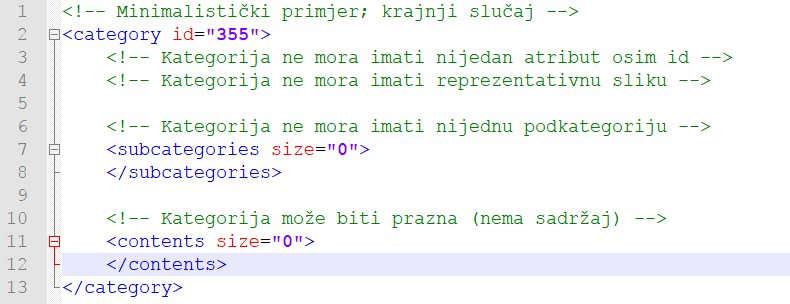 1 <!-- Minimalistički primjer; krajnji slučaj -->
2 <category id="355">
3 <!-- Kategorija ne mora imati nijedan atribut osim id -->
4 <!-- Kategorija ne mora imati reprezentativnu sliku -->
5
6 <!-- Kategorija ne mora imati nijednu podkategoriju -->
7 <subcategories size="0">
8 </subcategories>
9
10 <!-- Kategorija može biti prazna (nema sadržaj) -->
11 <contents size="0">
12 </contents>
13 </category>